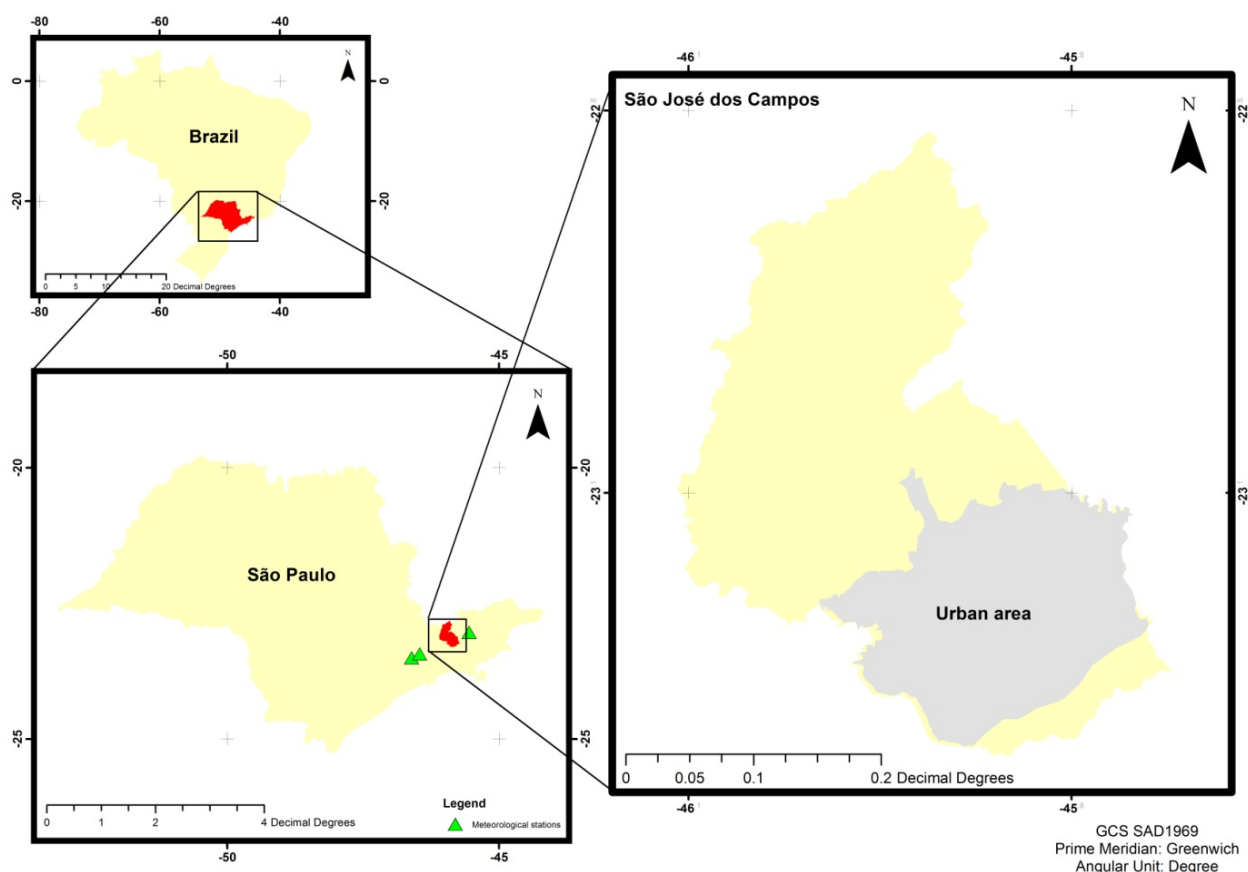 -80 -60 -40
N
0 0
Brazil
-20 -20
0 5 10 20 Decimal Degrees
-80 -60 -40
-50 -45
N
-20 -20
São Paulo
-25 -25
Legend
0 1 2 4 Decimal Degrees
Meteorological stations
-50 -45
-46 -45
São José dos Campos
N
-22 -22
-23 -23
Urban area
0 0.05 0.1 0.2 Decimal Degrees
-46 -45
GCS SAD1969
Prime Meridian: Greenwich
Angular Unit: Degree